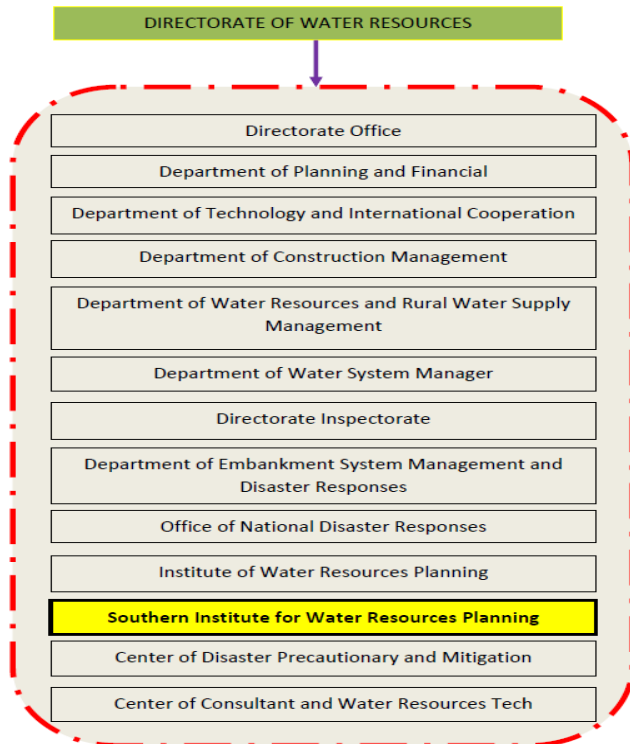 DIRECTORATE OF WATER RESOURCES
Directorate Office
Department of Planning and Financial
Department of Technology and International Cooperation
Department of Construction Management
Department of Water Resources and Rural Water Supply
Management
Department of Water System Manager
Directorate Inspectorate
Department of Embankment System Management and
Disaster Responses
Office of National Disaster Responses
Institute of Water Resources Planning
Southern Institute for Water Resources Planning
Center of Disaster Precautionary and Mitigation
Center of Consultant and Water Resources Tech